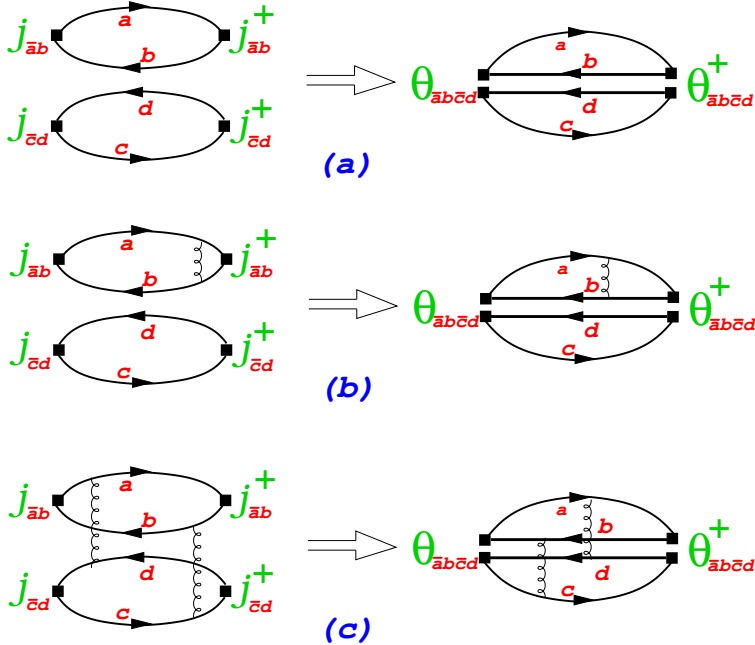 a
j_āb j⁺_āb
b
d
j_c̄d j⁺_c̄d
c
a
b
θ_ābc̄d θ⁺_ābc̄d
d
c
(a)
a
j_āb j⁺_āb
b
d
j_c̄d j⁺_c̄d
c
a
b
θ_ābc̄d θ⁺_ābc̄d
d
c
(b)
a
j_āb j⁺_āb
b
d
j_c̄d j⁺_c̄d
c
a
b
θ_ābc̄d θ⁺_ābc̄d
d
c
(c)